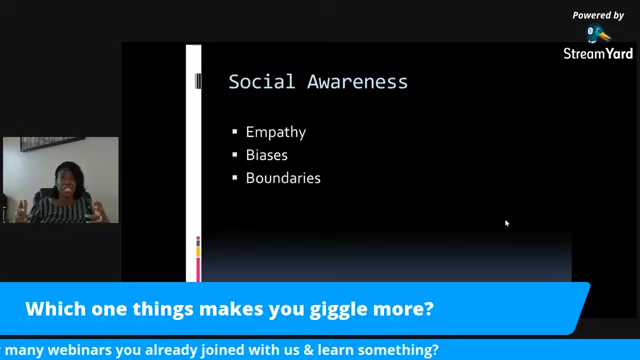 Powered by
StreamYard
Social Awareness
Empathy
Biases
Boundaries
Which one things makes you giggle more?
many webinars you already joined with us & learn something?